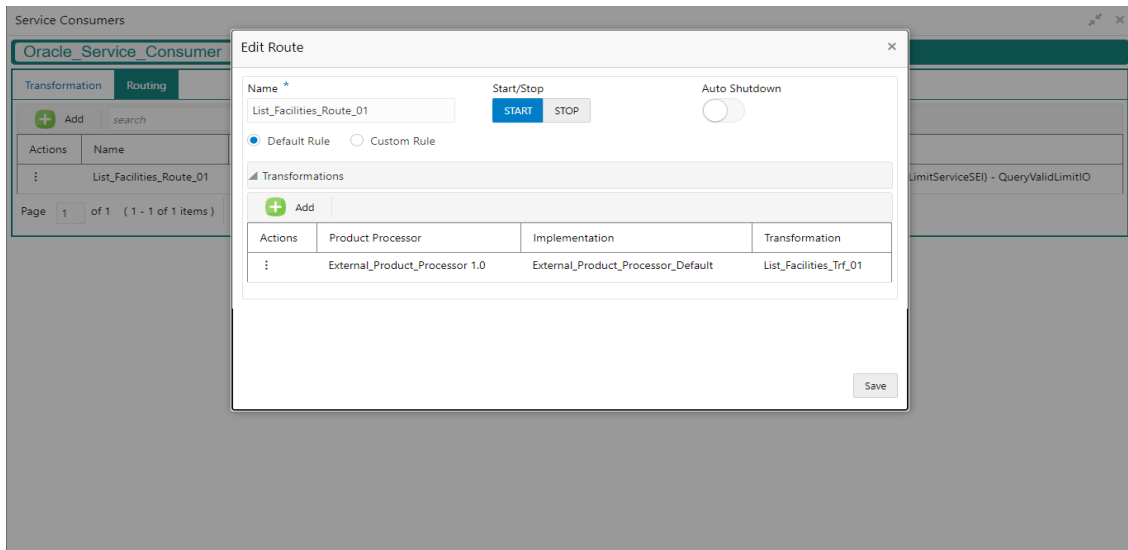 Service Consumers
Oracle_Service_Consumer
Transformation Routing
Add search
Actions Name
List_Facilities_Route_01 LimitServiceSEI) - QueryValidLimitIO
Page 1 of 1 ( 1 - 1 of 1 items )
Edit Route
Name * Start/Stop Auto Shutdown
List_Facilities_Route_01 START STOP
Default Rule Custom Rule
Transformations
Add
Actions Product Processor Implementation Transformation
External_Product_Processor 1.0 External_Product_Processor_Default List_Facilities_Trf_01
Save